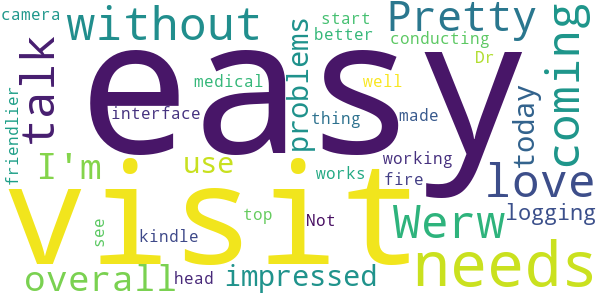 camera
without
Pretty
start
better
conducting
Dr
coming
talk
easy
problems
medical
well
interface
thing
made
today
friendlier
I'm
use
working
works
fire
love
visit
Werw
logging
see
kindle
top
Not
needs
overall
head
impressed